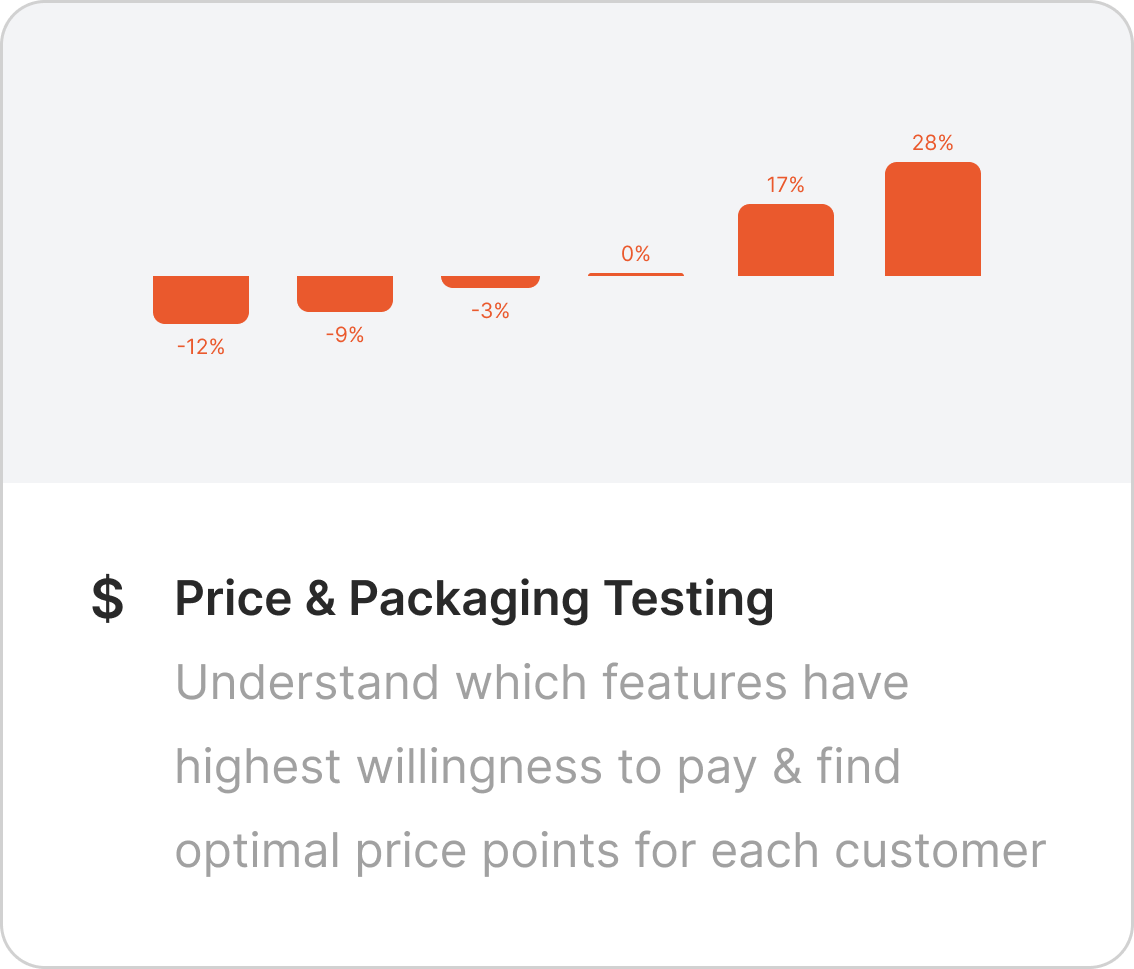 28%
17%
0%
-3%
-9%
-12%
$ Price & Packaging Testing
Understand which features have
highest willingness to pay & find
optimal price points for each customer